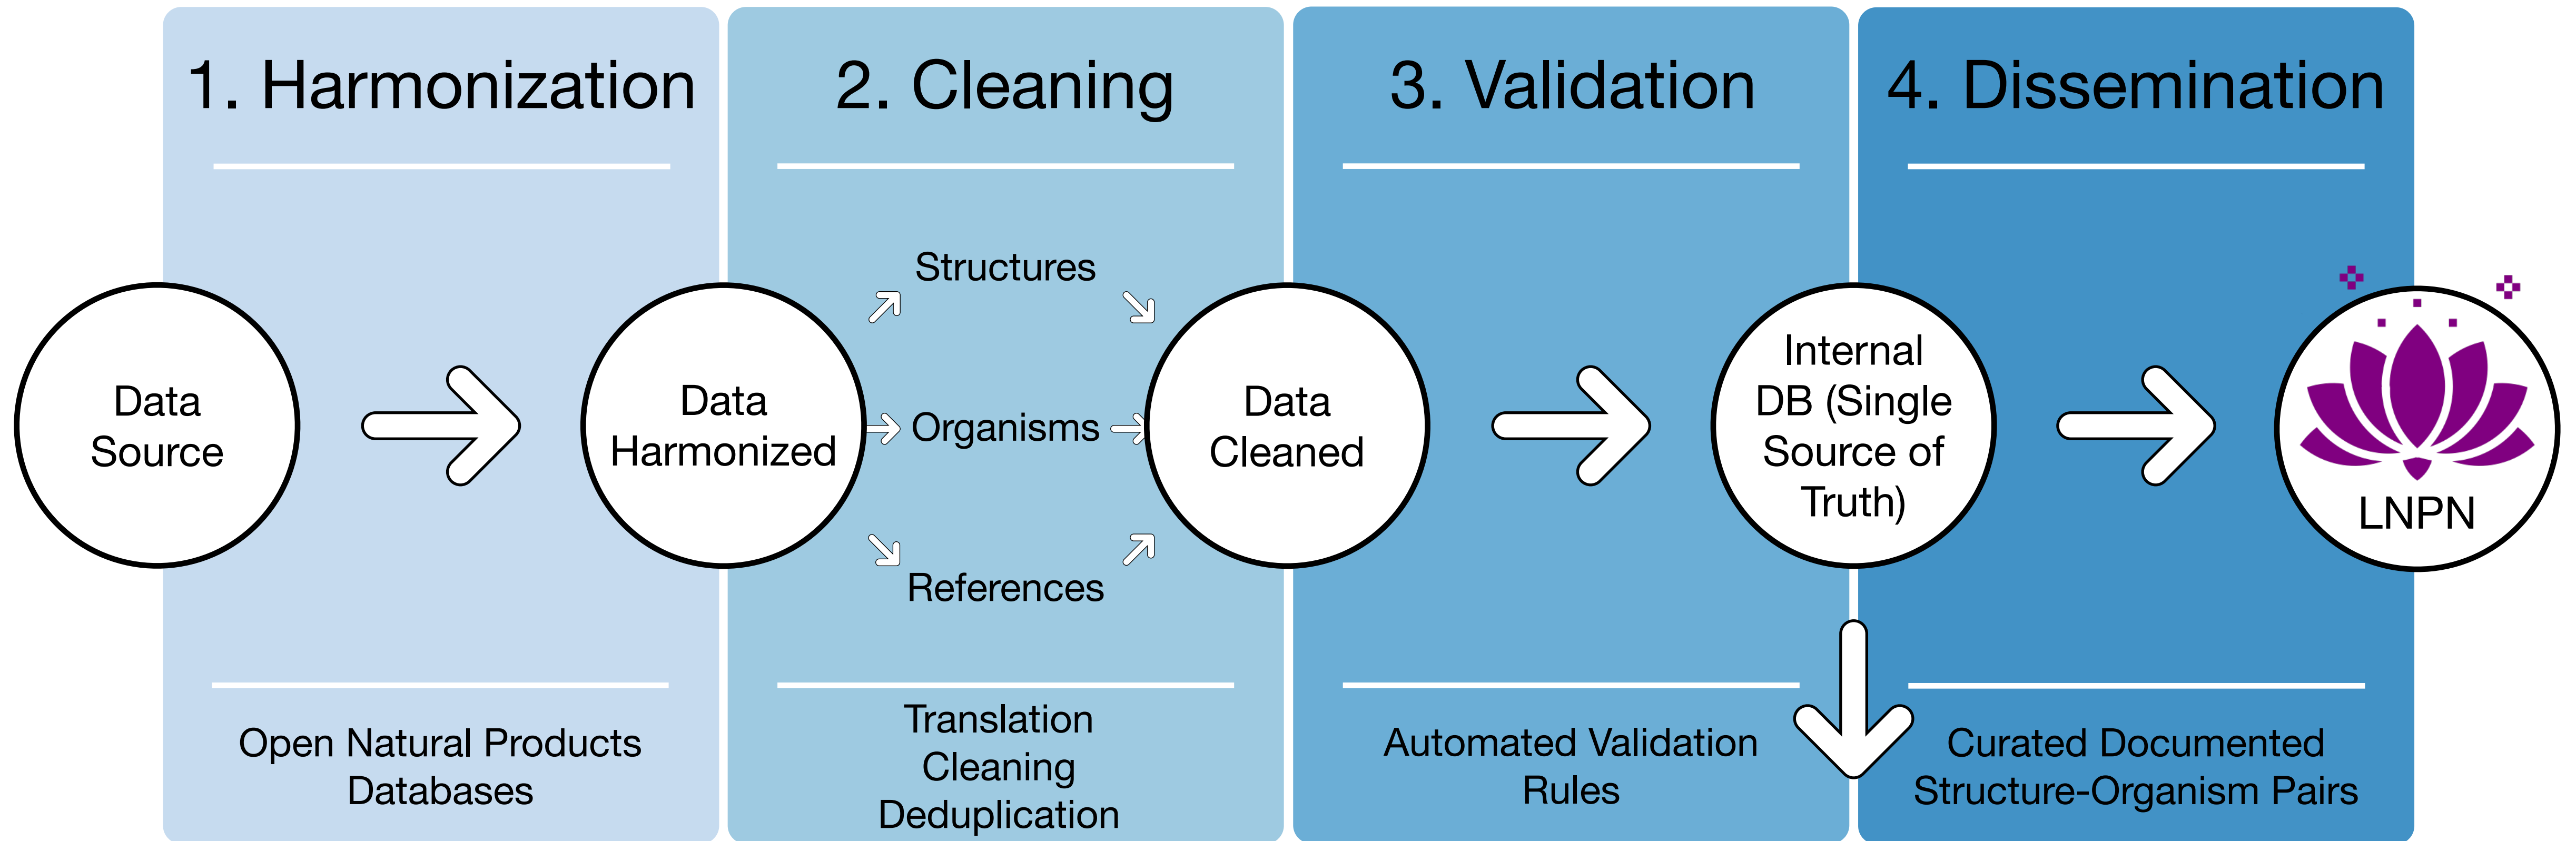 1. Harmonization
2. Cleaning
3. Validation
4. Dissemination
Data
Source
Data
Harmonized
Structures
Organisms
References
Data
Cleaned
Internal
DB (Single
Source of
Truth)
LNPN
Open Natural Products
Databases
Translation
Cleaning
Deduplication
Automated Validation
Rules
Curated Documented
Structure-Organism Pairs